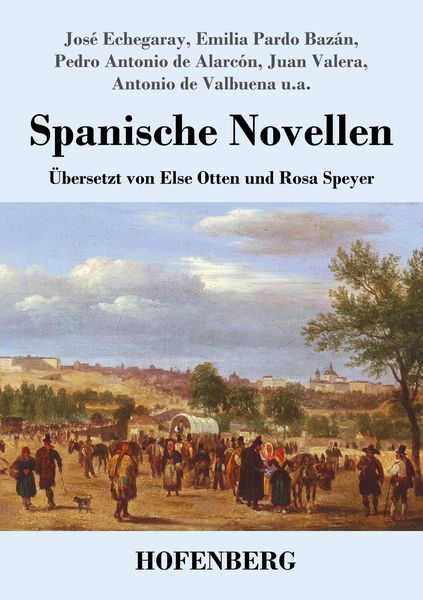 José Echegaray, Emilia Pardo Bazán,
Pedro Antonio de Alarcón, Juan Valera,
Antonio de Valbuena u.a.
Spanische Novellen
Übersetzt von Else Otten und Rosa Speyer
HOFENBERG